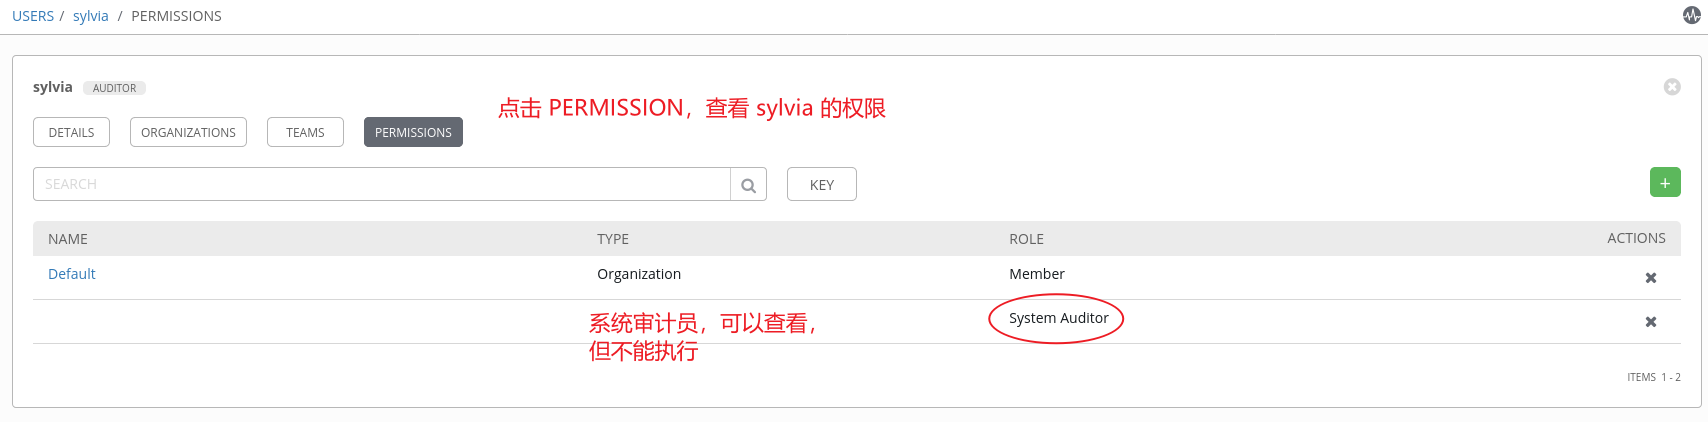 USERS / sylvia / PERMISSIONS
sylvia AUDITOR
点击 PERMISSION，查看 sylvia 的权限
DETAILS ORGANIZATIONS TEAMS PERMISSIONS
SEARCH KEY +
NAME TYPE ROLE ACTIONS
Default Organization Member
System Auditor
系统审计员，可以查看，
但不能执行
ITEMS 1 - 2